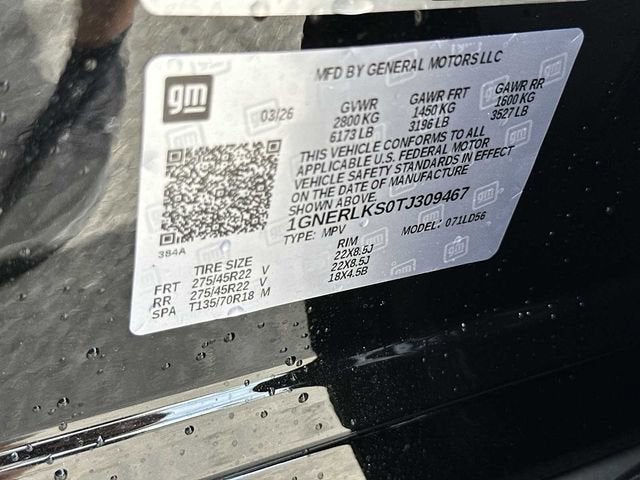 gm
MFD BY GENERAL MOTORS LLC
03/26
GVWR GAWR FRT GAWR RR
2800 KG 1450 KG 1600 KG
6173 LB 3196 LB 3527 LB
THIS VEHICLE CONFORMS TO ALL
APPLICABLE U.S. FEDERAL MOTOR
VEHICLE SAFETY STANDARDS IN EFFECT
ON THE DATE OF MANUFACTURE
SHOWN ABOVE.
1GNERLKS0TJ309467
TYPE: MPV MODEL: 071LD56
384A
TIRE SIZE RIM
FRT 275/45R22 V 22X8.5J
RR 275/45R22 V 22X8.5J
SPA T135/70R18 M 18X4.5B